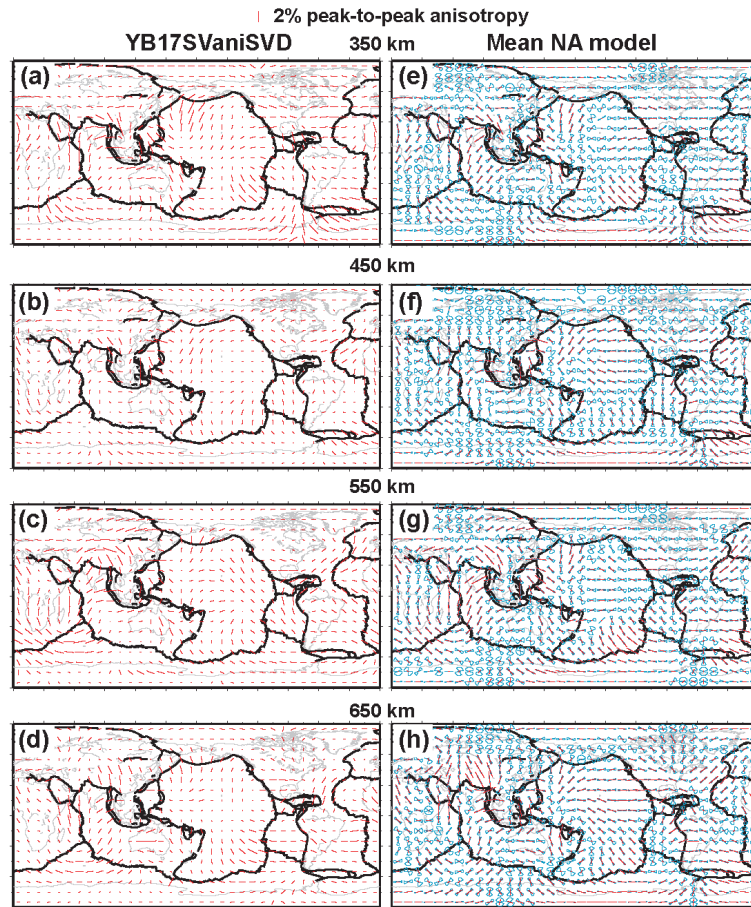 2% peak-to-peak anisotropy
YB17SVaniSVD 350 km Mean NA model
(a) (e)
450 km
(b) (f)
550 km
(c) (g)
650 km
(d) (h)